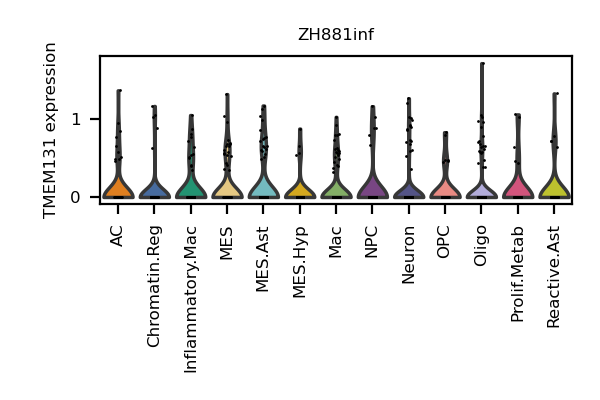 ZH881inf
TMEM131 expression
1
0
AC
Chromatin.Reg
Inflammatory.Mac
MES
MES.Ast
MES.Hyp
Mac
NPC
Neuron
OPC
Oligo
Prolif.Metab
Reactive.Ast